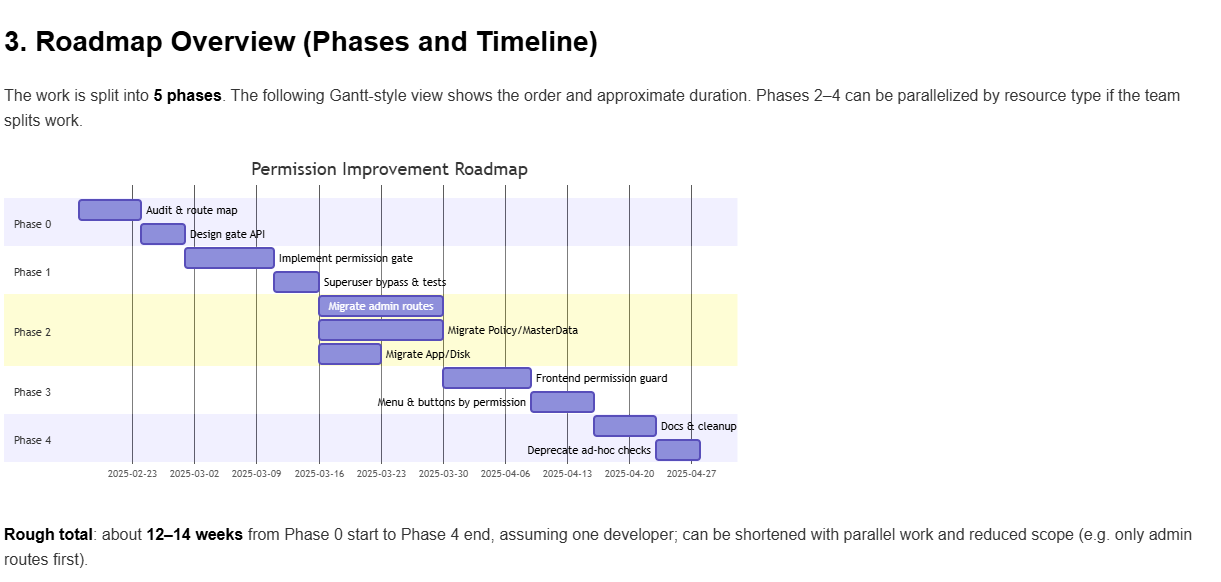 3. Roadmap Overview (Phases and Timeline)
The work is split into 5 phases. The following Gantt-style view shows the order and approximate duration. Phases 2–4 can be parallelized by resource type if the team
splits work.
Permission Improvement Roadmap
Phase 0
Audit & route map
Design gate API
Phase 1
Implement permission gate
Superuser bypass & tests
Phase 2
Migrate admin routes
Migrate Policy/MasterData
Migrate App/Disk
Phase 3
Frontend permission guard
Menu & buttons by permission
Phase 4
Docs & cleanup
Deprecate ad-hoc checks
2025-02-23 2025-03-02 2025-03-09 2025-03-16 2025-03-23 2025-03-30 2025-04-06 2025-04-13 2025-04-20 2025-04-27
Rough total: about 12–14 weeks from Phase 0 start to Phase 4 end, assuming one developer; can be shortened with parallel work and reduced scope (e.g. only admin
routes first).